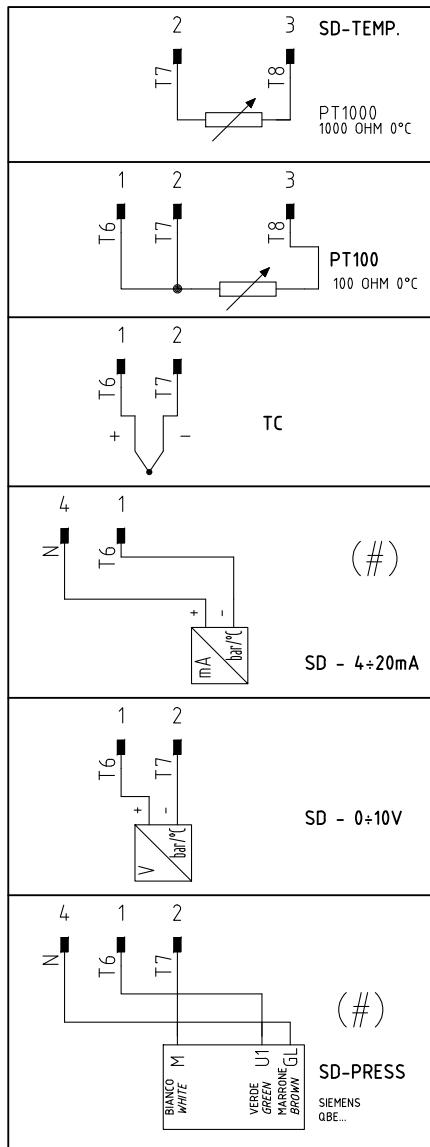 2 3 SD-TEMP.
T7 T8
PT1000
1000 OHM 0°C
1 2 3
T6 T7 T8
PT100
100 OHM 0°C
1 2
T6 T7
+ -
TC
4 1
N T6
(#)
+ -
mA bar/°C
SD - 4÷20mA
1 2
T6 T7
+ -
V bar/°C
SD - 0÷10V
4 1 2
N T6 T7
(#)
M U1 GL
BIANCO VERDE MARRONE
WHITE GREEN BROWN
SD-PRESS
SIEMENS
QBE...